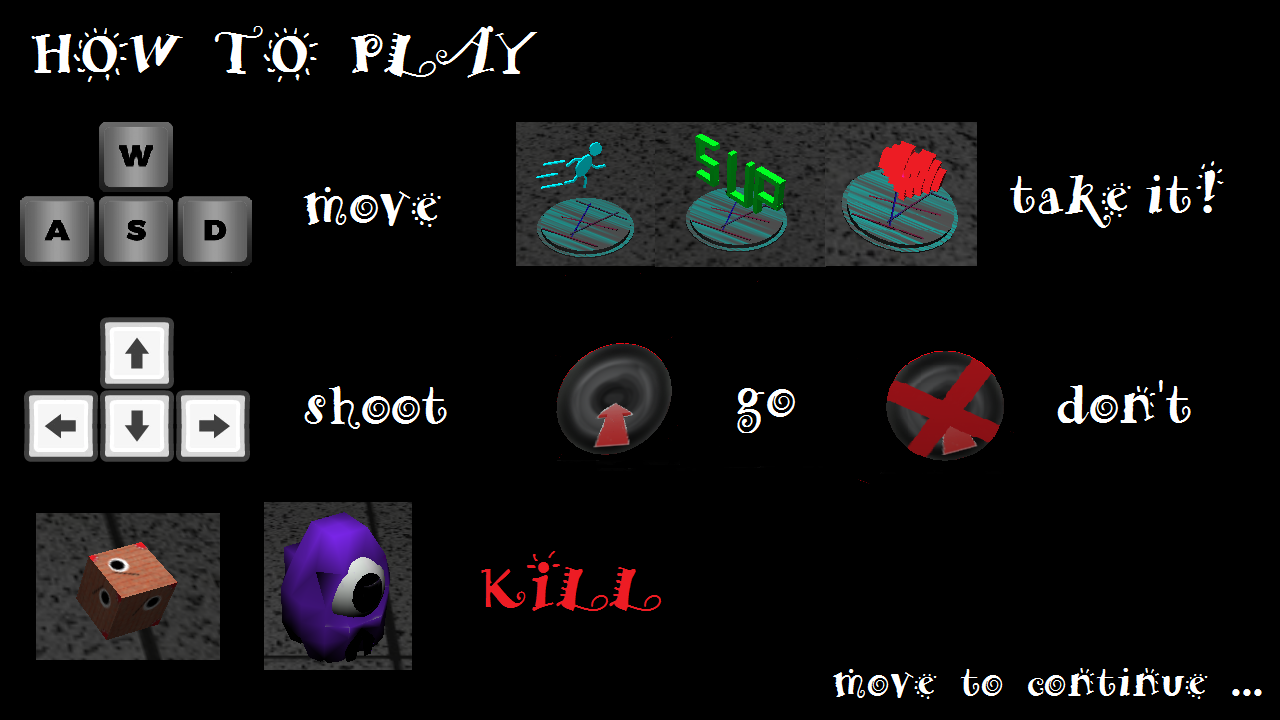 HOW TO PLAY
W
A S D
move
SUP
take it!
shoot
go
don't
KiLL
move to continue ...